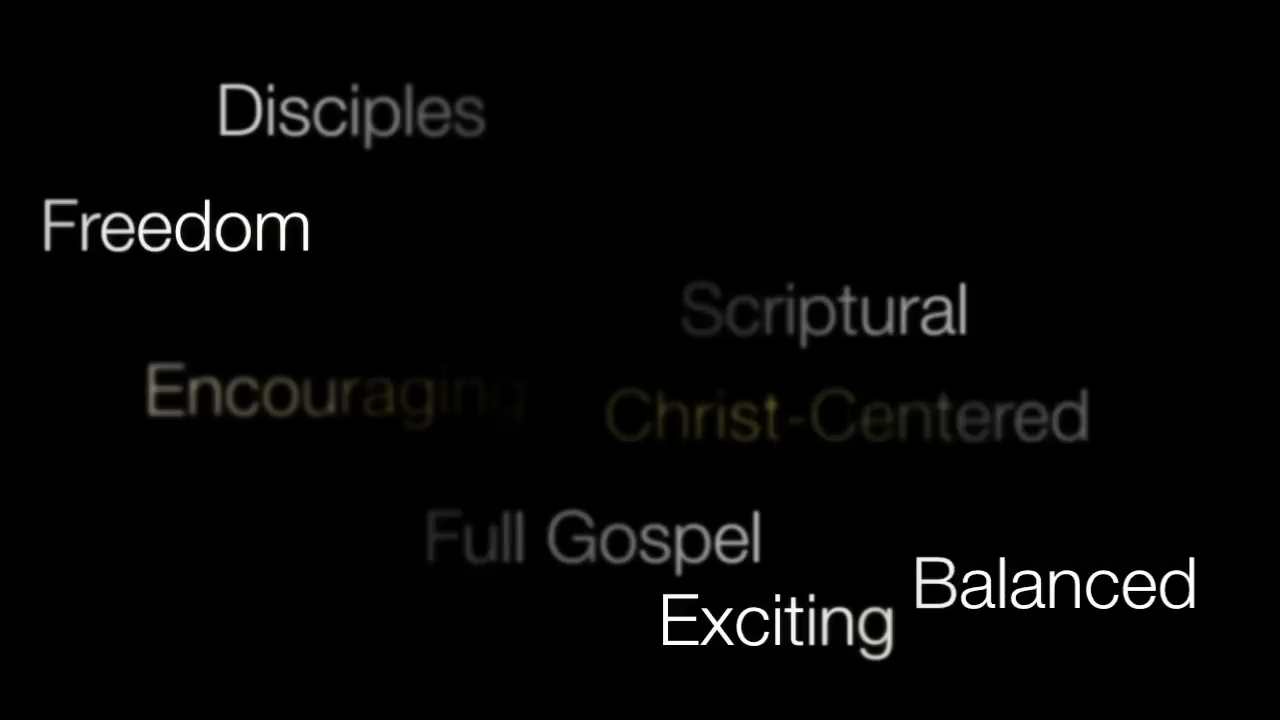 Disciples
Freedom
Scriptural
Encouraging
Christ-Centered
Full Gospel
Balanced
Exciting